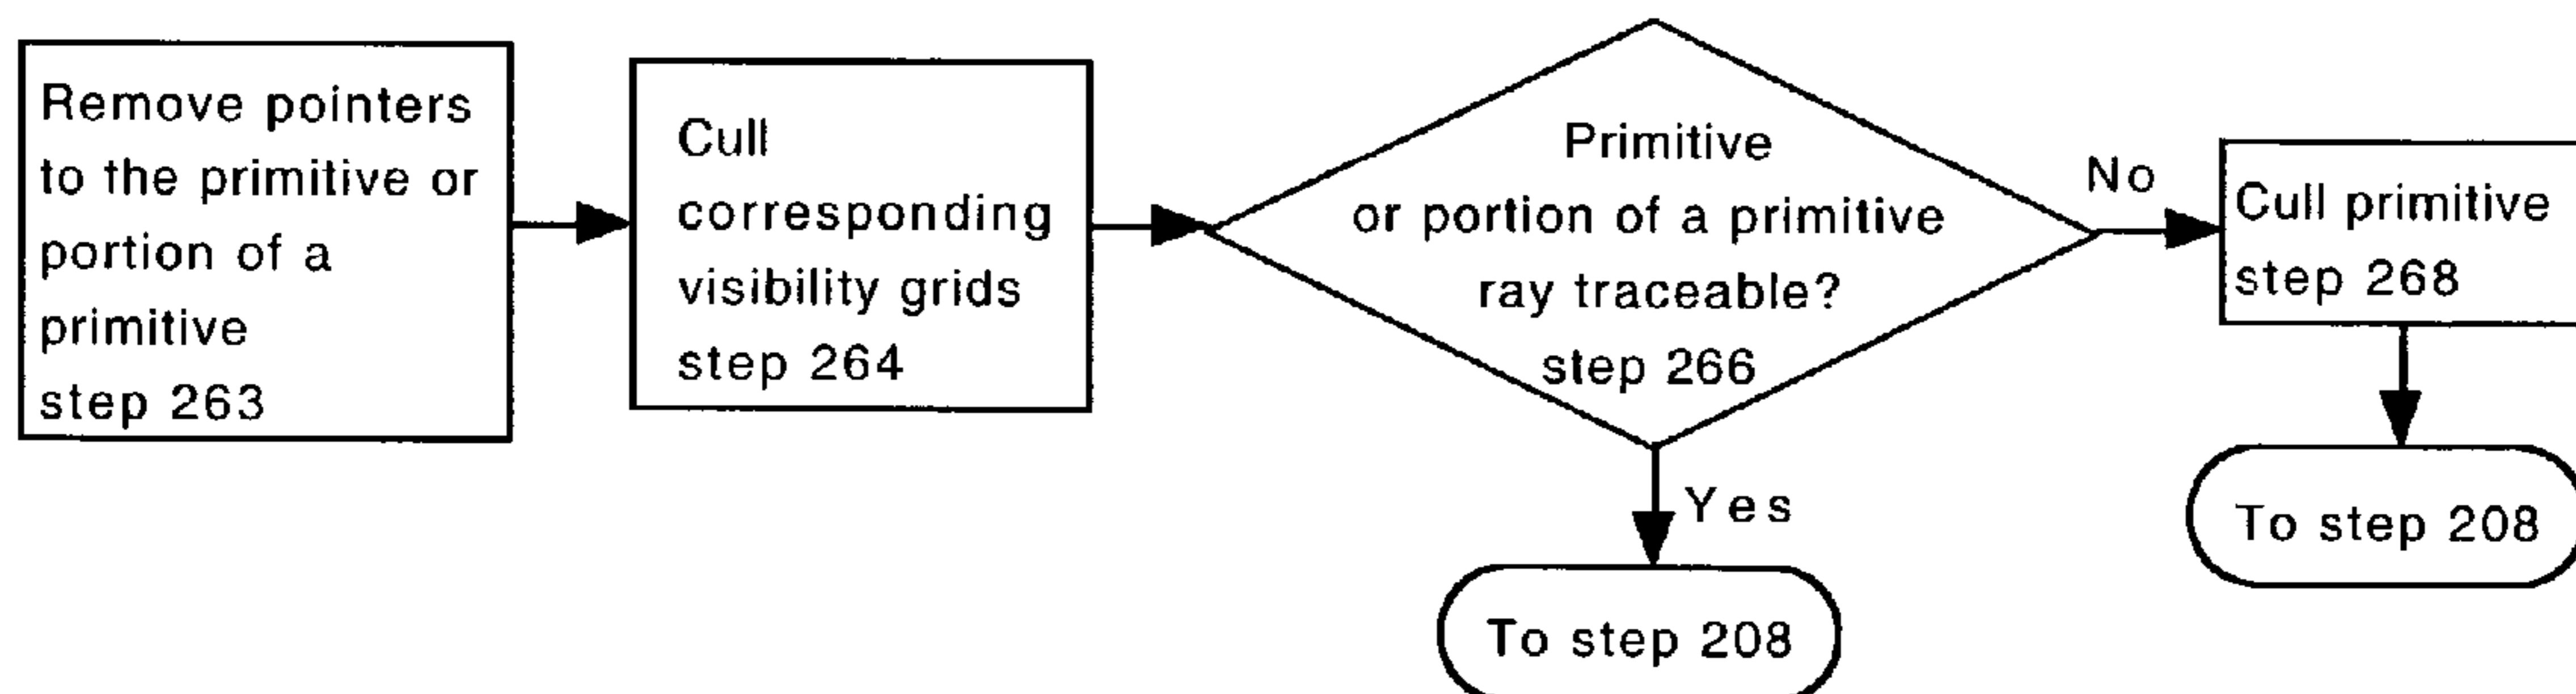 Remove pointers
to the primitive or
portion of a
primitive
step 263
Cull
corresponding
visibility grids
step 264
Primitive
or portion of a primitive
ray traceable?
step 266
No
Cull primitive
step 268
To step 208
Yes
To step 208